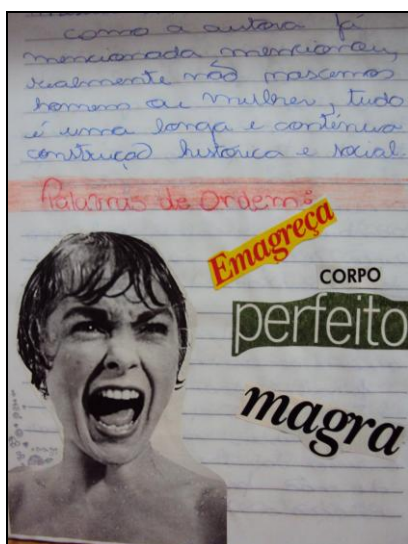 como a autora já
mencionada mencionou,
realmente não nascemos
homem ou mulher, tudo
é uma longa e contínua
construção histórica e social.
Palavras de Ordem:
Emagreça
CORPO
perfeito
magra